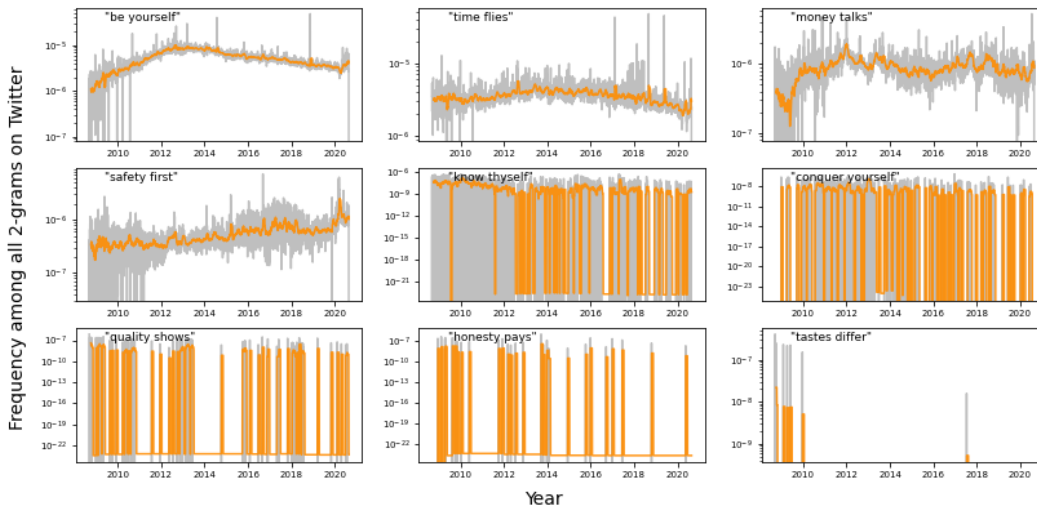 Frequency among all 2-grams on Twitter
"be yourself"
10⁻⁵
10⁻⁶
10⁻⁷
2010 2012 2014 2016 2018 2020
"time flies"
10⁻⁵
10⁻⁶
2010 2012 2014 2016 2018 2020
"money talks"
10⁻⁶
10⁻⁷
2010 2012 2014 2016 2018 2020
"safety first"
10⁻⁶
10⁻⁷
2010 2012 2014 2016 2018 2020
"know thyself"
10⁻⁶
10⁻⁹
10⁻¹²
10⁻¹⁵
10⁻¹⁸
10⁻²¹
2010 2012 2014 2016 2018 2020
"conquer yourself"
10⁻⁸
10⁻¹¹
10⁻¹⁴
10⁻¹⁷
10⁻²⁰
10⁻²³
2010 2012 2014 2016 2018 2020
"quality shows"
10⁻⁷
10⁻¹⁰
10⁻¹³
10⁻¹⁶
10⁻¹⁹
10⁻²²
2010 2012 2014 2016 2018 2020
"honesty pays"
10⁻⁷
10⁻¹⁰
10⁻¹³
10⁻¹⁶
10⁻¹⁹
10⁻²²
2010 2012 2014 2016 2018 2020
"tastes differ"
10⁻⁷
10⁻⁸
10⁻⁹
2010 2012 2014 2016 2018 2020
Year